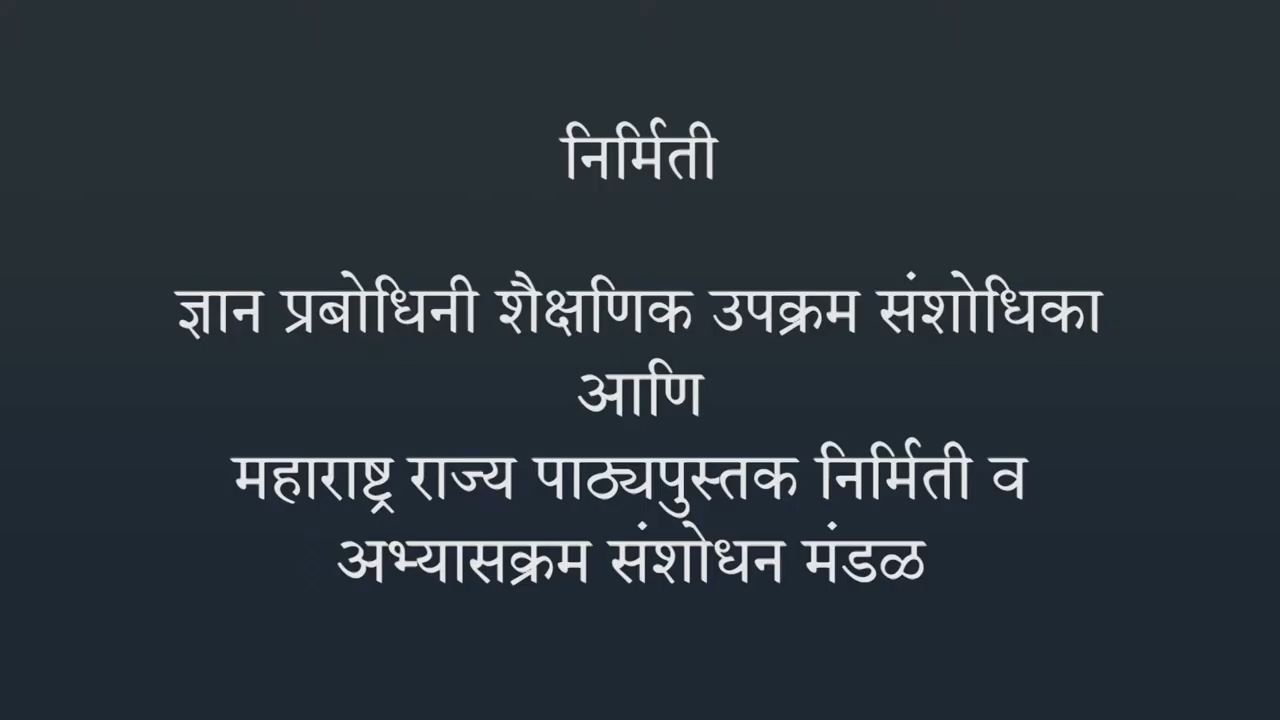 निर्मिती
ज्ञान प्रबोधिनी शैक्षणिक उपक्रम संशोधिका
आणि
महाराष्ट्र राज्य पाठ्यपुस्तक निर्मिती व
अभ्यासक्रम संशोधन मंडळ